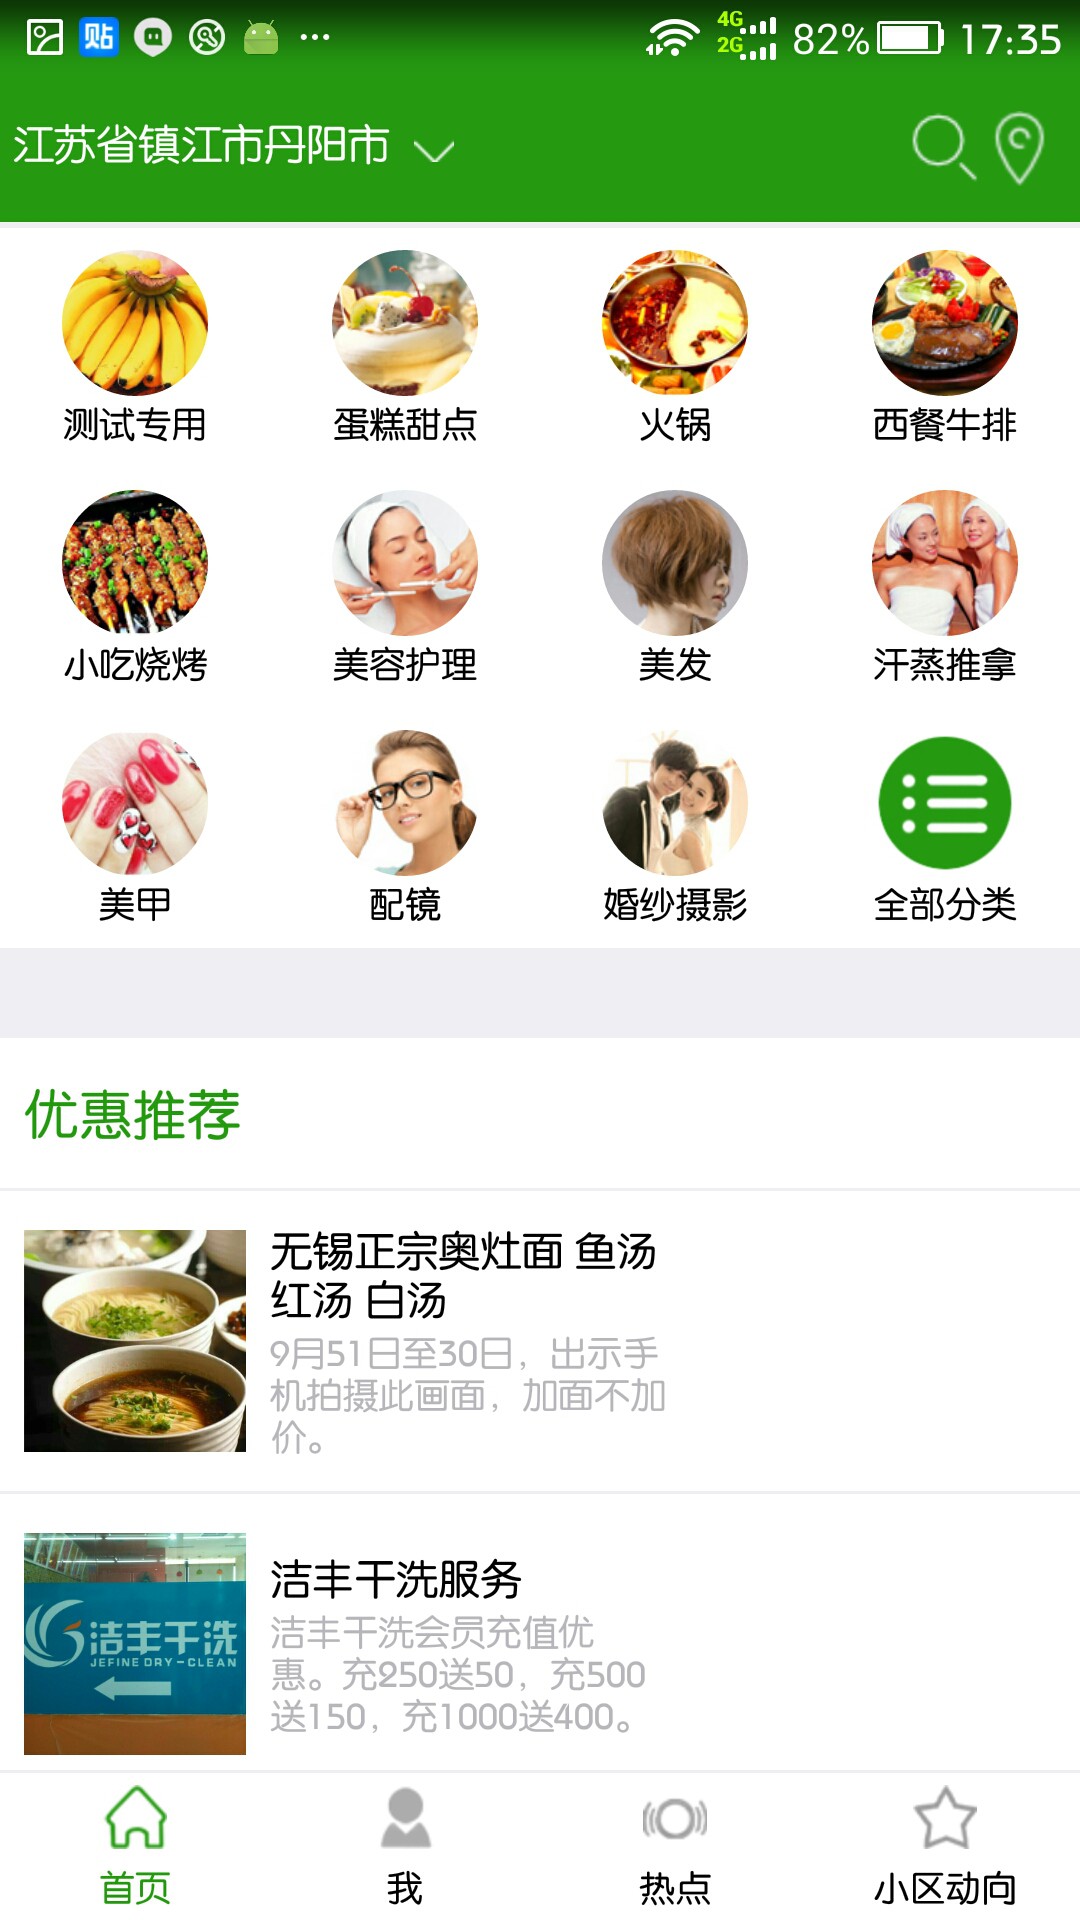 贴 4G 2G 82% 17:35
江苏省镇江市丹阳市
测试专用 蛋糕甜点 火锅 西餐牛排
小吃烧烤 美容护理 美发 汗蒸推拿
美甲 配镜 婚纱摄影 全部分类
优惠推荐
无锡正宗奥灶面 鱼汤
红汤 白汤
9月51日至30日，出示手
机拍摄此画面，加面不加
价。
洁丰干洗
JEFINE DRY-CLEAN
洁丰干洗服务
洁丰干洗会员充值优
惠。充250送50，充500
送150，充1000送400。
首页 我 热点 小区动向